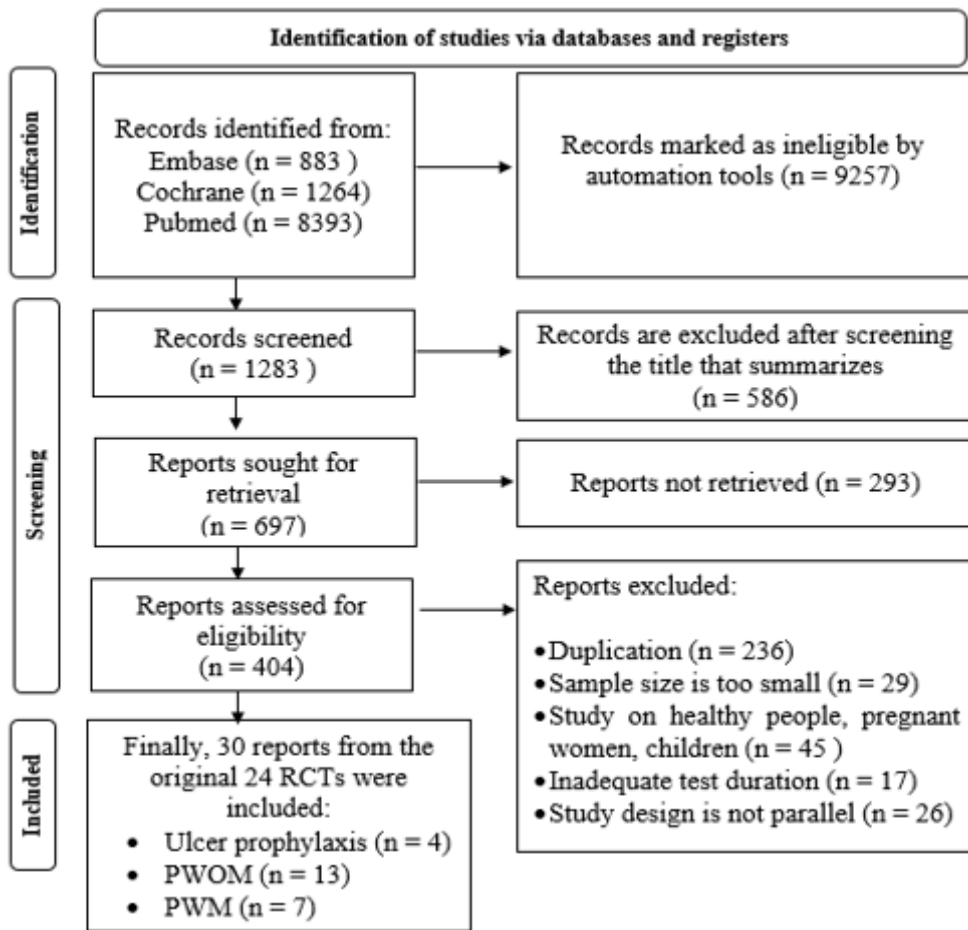 Identification of studies via databases and registers
Identification
Records identified from:
Embase (n = 883 )
Cochrane (n = 1264)
Pubmed (n = 8393)
Records marked as ineligible by
automation tools (n = 9257)
Screening
Records screened
(n = 1283 )
Records are excluded after screening
the title that summarizes
(n = 586)
Reports sought for
retrieval
(n = 697)
Reports not retrieved (n = 293)
Reports assessed for
eligibility
(n = 404)
Reports excluded:
•Duplication (n = 236)
•Sample size is too small (n = 29)
•Study on healthy people, pregnant
women, children (n = 45 )
•Inadequate test duration (n = 17)
•Study design is not parallel (n = 26)
Included
Finally, 30 reports from the
original 24 RCTs were
included:
• Ulcer prophylaxis (n = 4)
• PWOM (n = 13)
• PWM (n = 7)